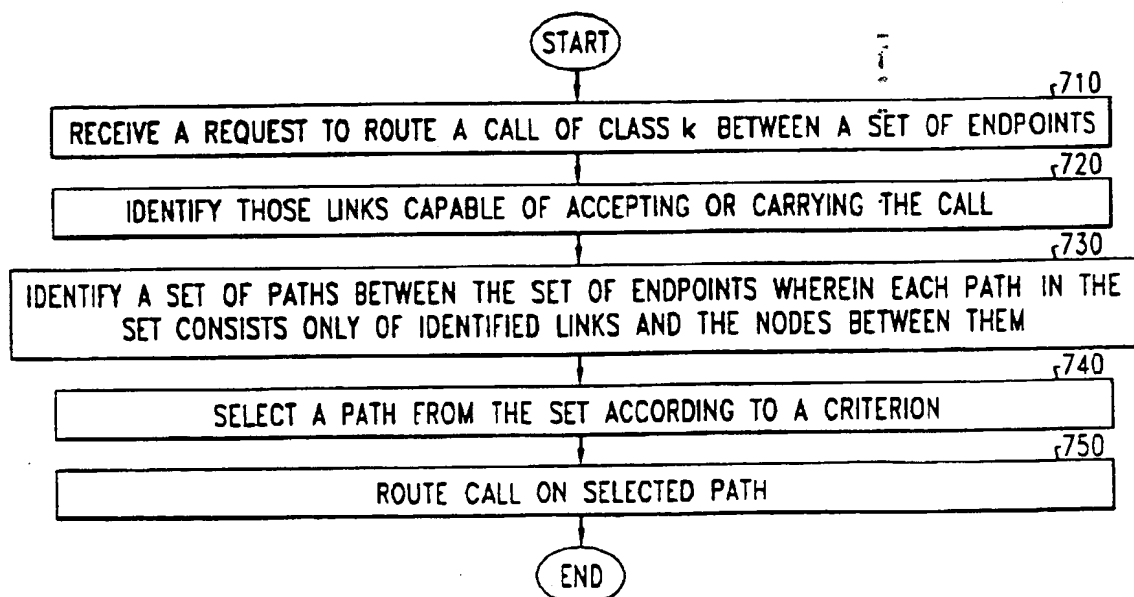 START
710
RECEIVE A REQUEST TO ROUTE A CALL OF CLASS k BETWEEN A SET OF ENDPOINTS
720
IDENTIFY THOSE LINKS CAPABLE OF ACCEPTING OR CARRYING THE CALL
730
IDENTIFY A SET OF PATHS BETWEEN THE SET OF ENDPOINTS WHEREIN EACH PATH IN THE
SET CONSISTS ONLY OF IDENTIFIED LINKS AND THE NODES BETWEEN THEM
740
SELECT A PATH FROM THE SET ACCORDING TO A CRITERION
750
ROUTE CALL ON SELECTED PATH
END